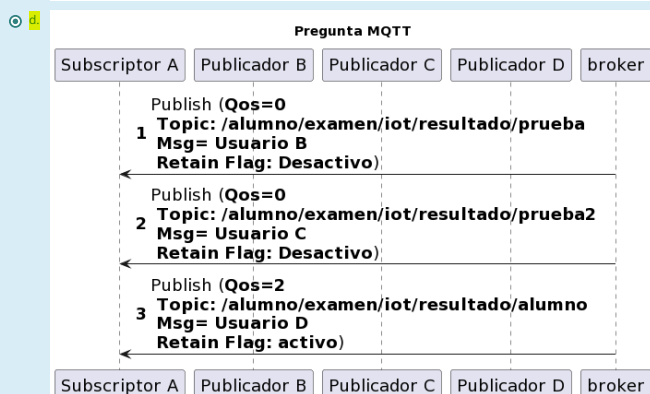 d.
Pregunta MQTT
Subscriptor A Publicador B Publicador C Publicador D broker
Publish (Qos=0
Topic: /alumno/examen/iot/resultado/prueba
1
Msg= Usuario B
Retain Flag: Desactivo)
Publish (Qos=0
Topic: /alumno/examen/iot/resultado/prueba2
2
Msg= Usuario C
Retain Flag: Desactivo)
Publish (Qos=2
Topic: /alumno/examen/iot/resultado/alumno
3
Msg= Usuario D
Retain Flag: activo)
Subscriptor A Publicador B Publicador C Publicador D broker